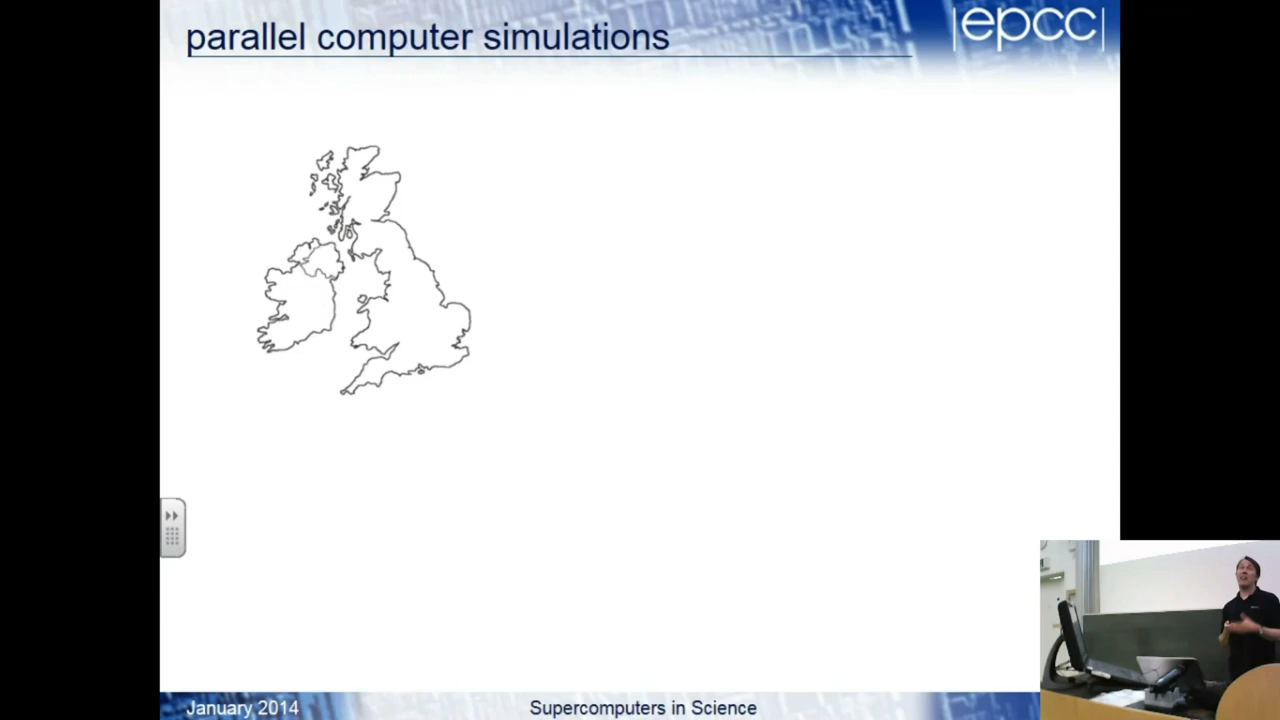 parallel computer simulations
|epcc|
January 2014
Supercomputers in Science